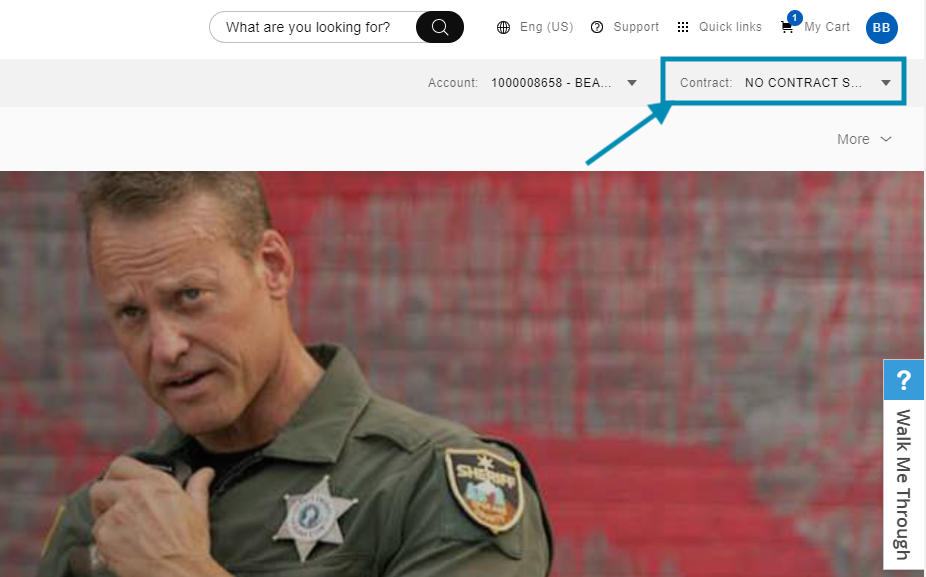 What are you looking for?
Eng (US)
Support
Quick links
1
My Cart
BB
Account: 1000008658 - BEA...
Contract: NO CONTRACT S...
More
?
Walk Me Through
SHERIFF